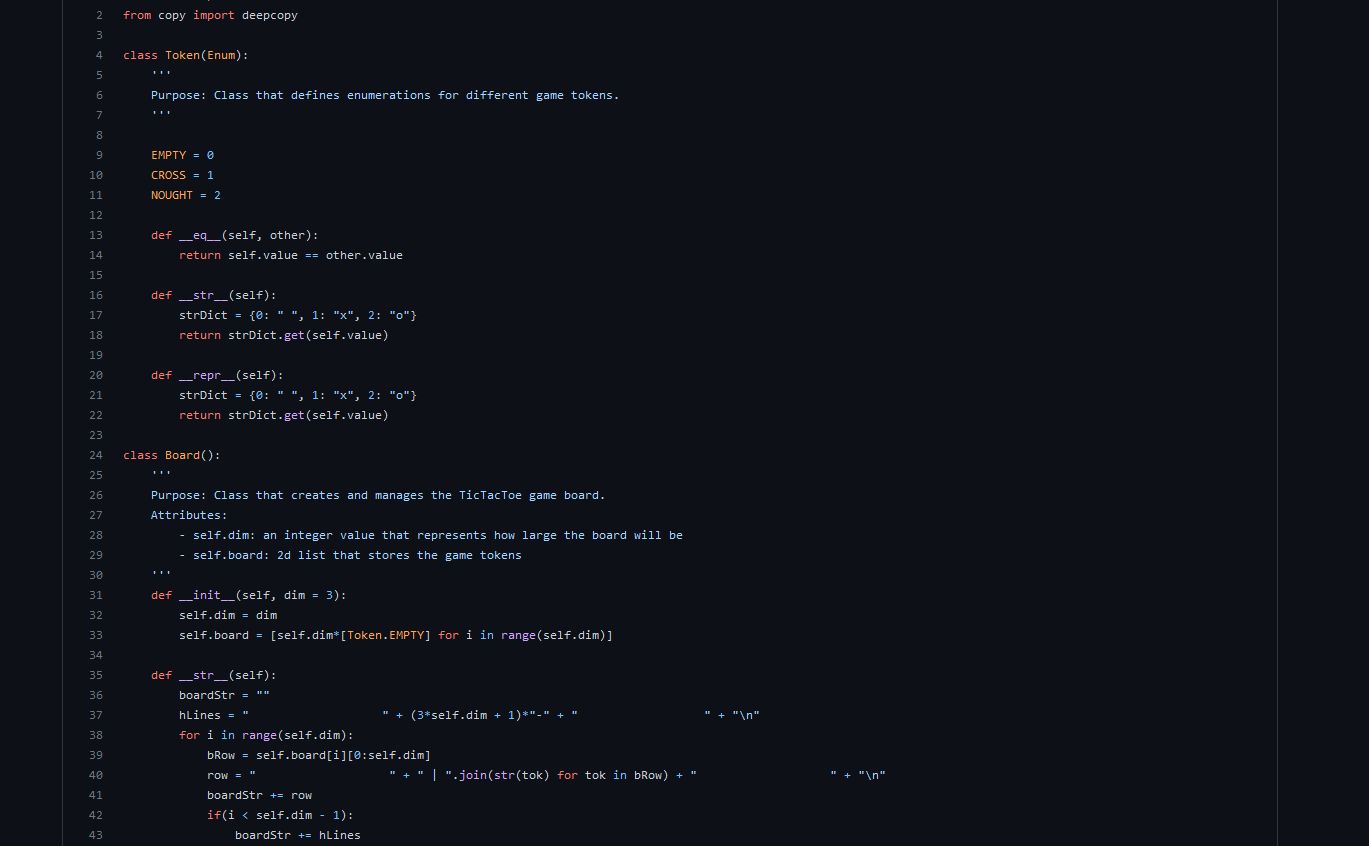 2 from copy import deepcopy
3
4 class Token(Enum):
5     '''
6     Purpose: Class that defines enumerations for different game tokens.
7     '''
8
9     EMPTY = 0
10     CROSS = 1
11     NOUGHT = 2
12
13     def __eq__(self, other):
14         return self.value == other.value
15
16     def __str__(self):
17         strDict = {0: " ", 1: "x", 2: "o"}
18         return strDict.get(self.value)
19
20     def __repr__(self):
21         strDict = {0: " ", 1: "x", 2: "o"}
22         return strDict.get(self.value)
23
24 class Board():
25     '''
26     Purpose: Class that creates and manages the TicTacToe game board.
27     Attributes:
28         - self.dim: an integer value that represents how large the board will be
29         - self.board: 2d list that stores the game tokens
30     '''
31     def __init__(self, dim = 3):
32         self.dim = dim
33         self.board = [self.dim*[Token.EMPTY] for i in range(self.dim)]
34
35     def __str__(self):
36         boardStr = ""
37         hLines = "                   " + (3*self.dim + 1)*"-" + "                  " + "\n"
38         for i in range(self.dim):
39             bRow = self.board[i][0:self.dim]
40             row = "                   " + " | ".join(str(tok) for tok in bRow) + "                   " + "\n"
41             boardStr += row
42             if(i < self.dim - 1):
43                 boardStr += hLines